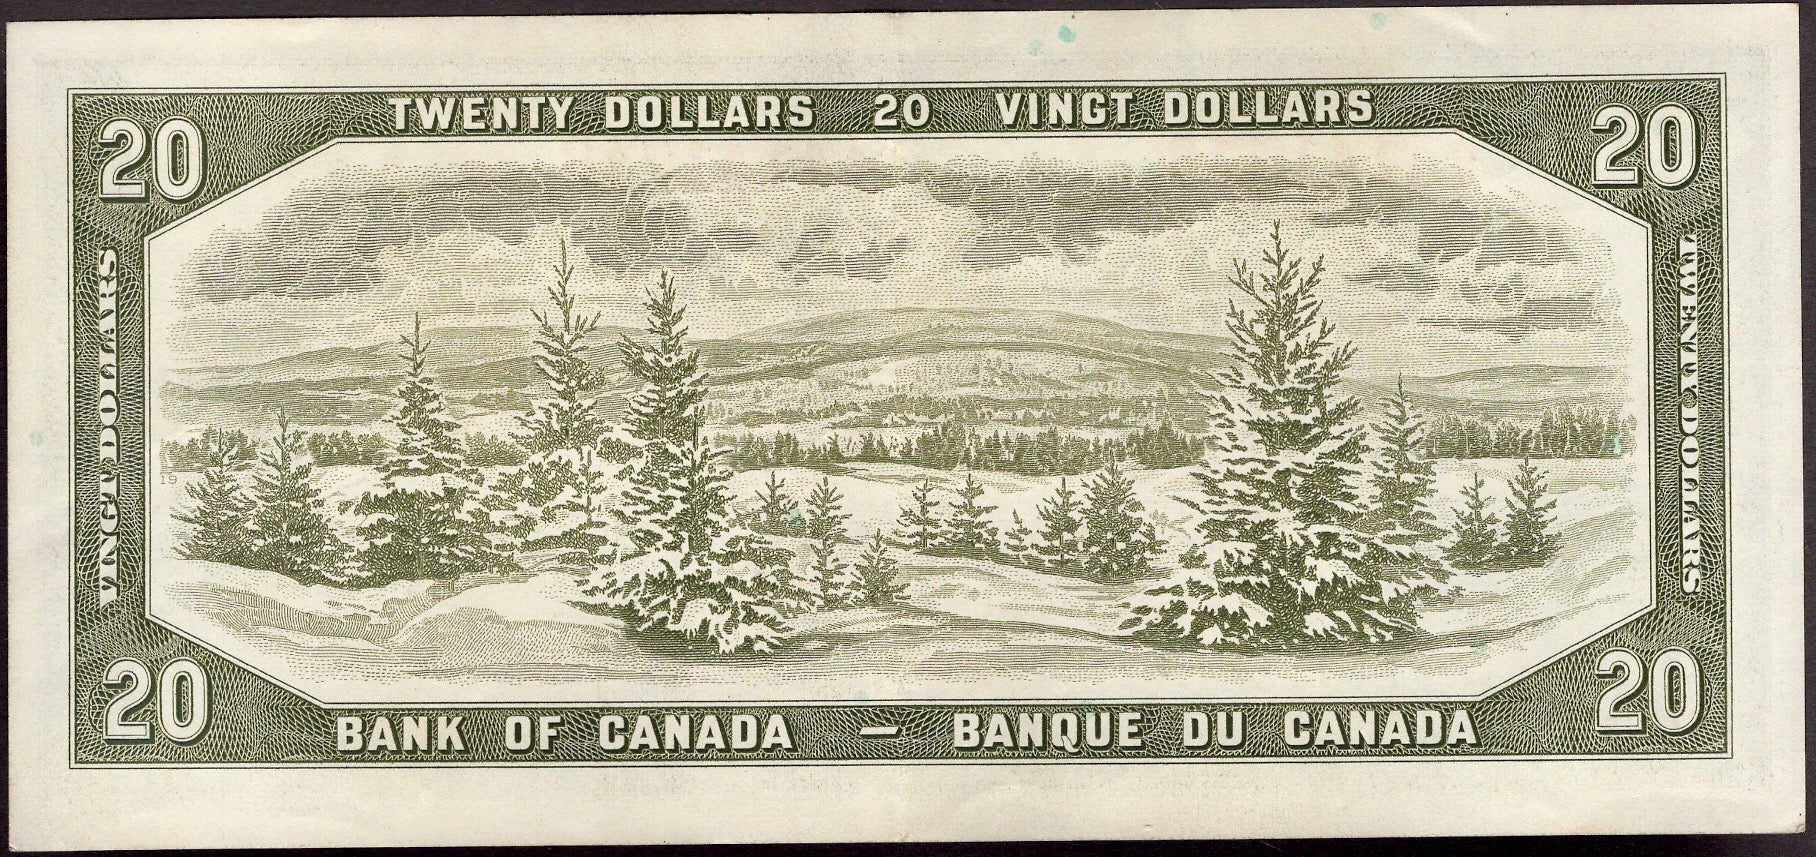 TWENTY DOLLARS 20 VINGT DOLLARS
20
20
VINGT DOLLARS
TWENTY DOLLARS
19
20
20
BANK OF CANADA — BANQUE DU CANADA